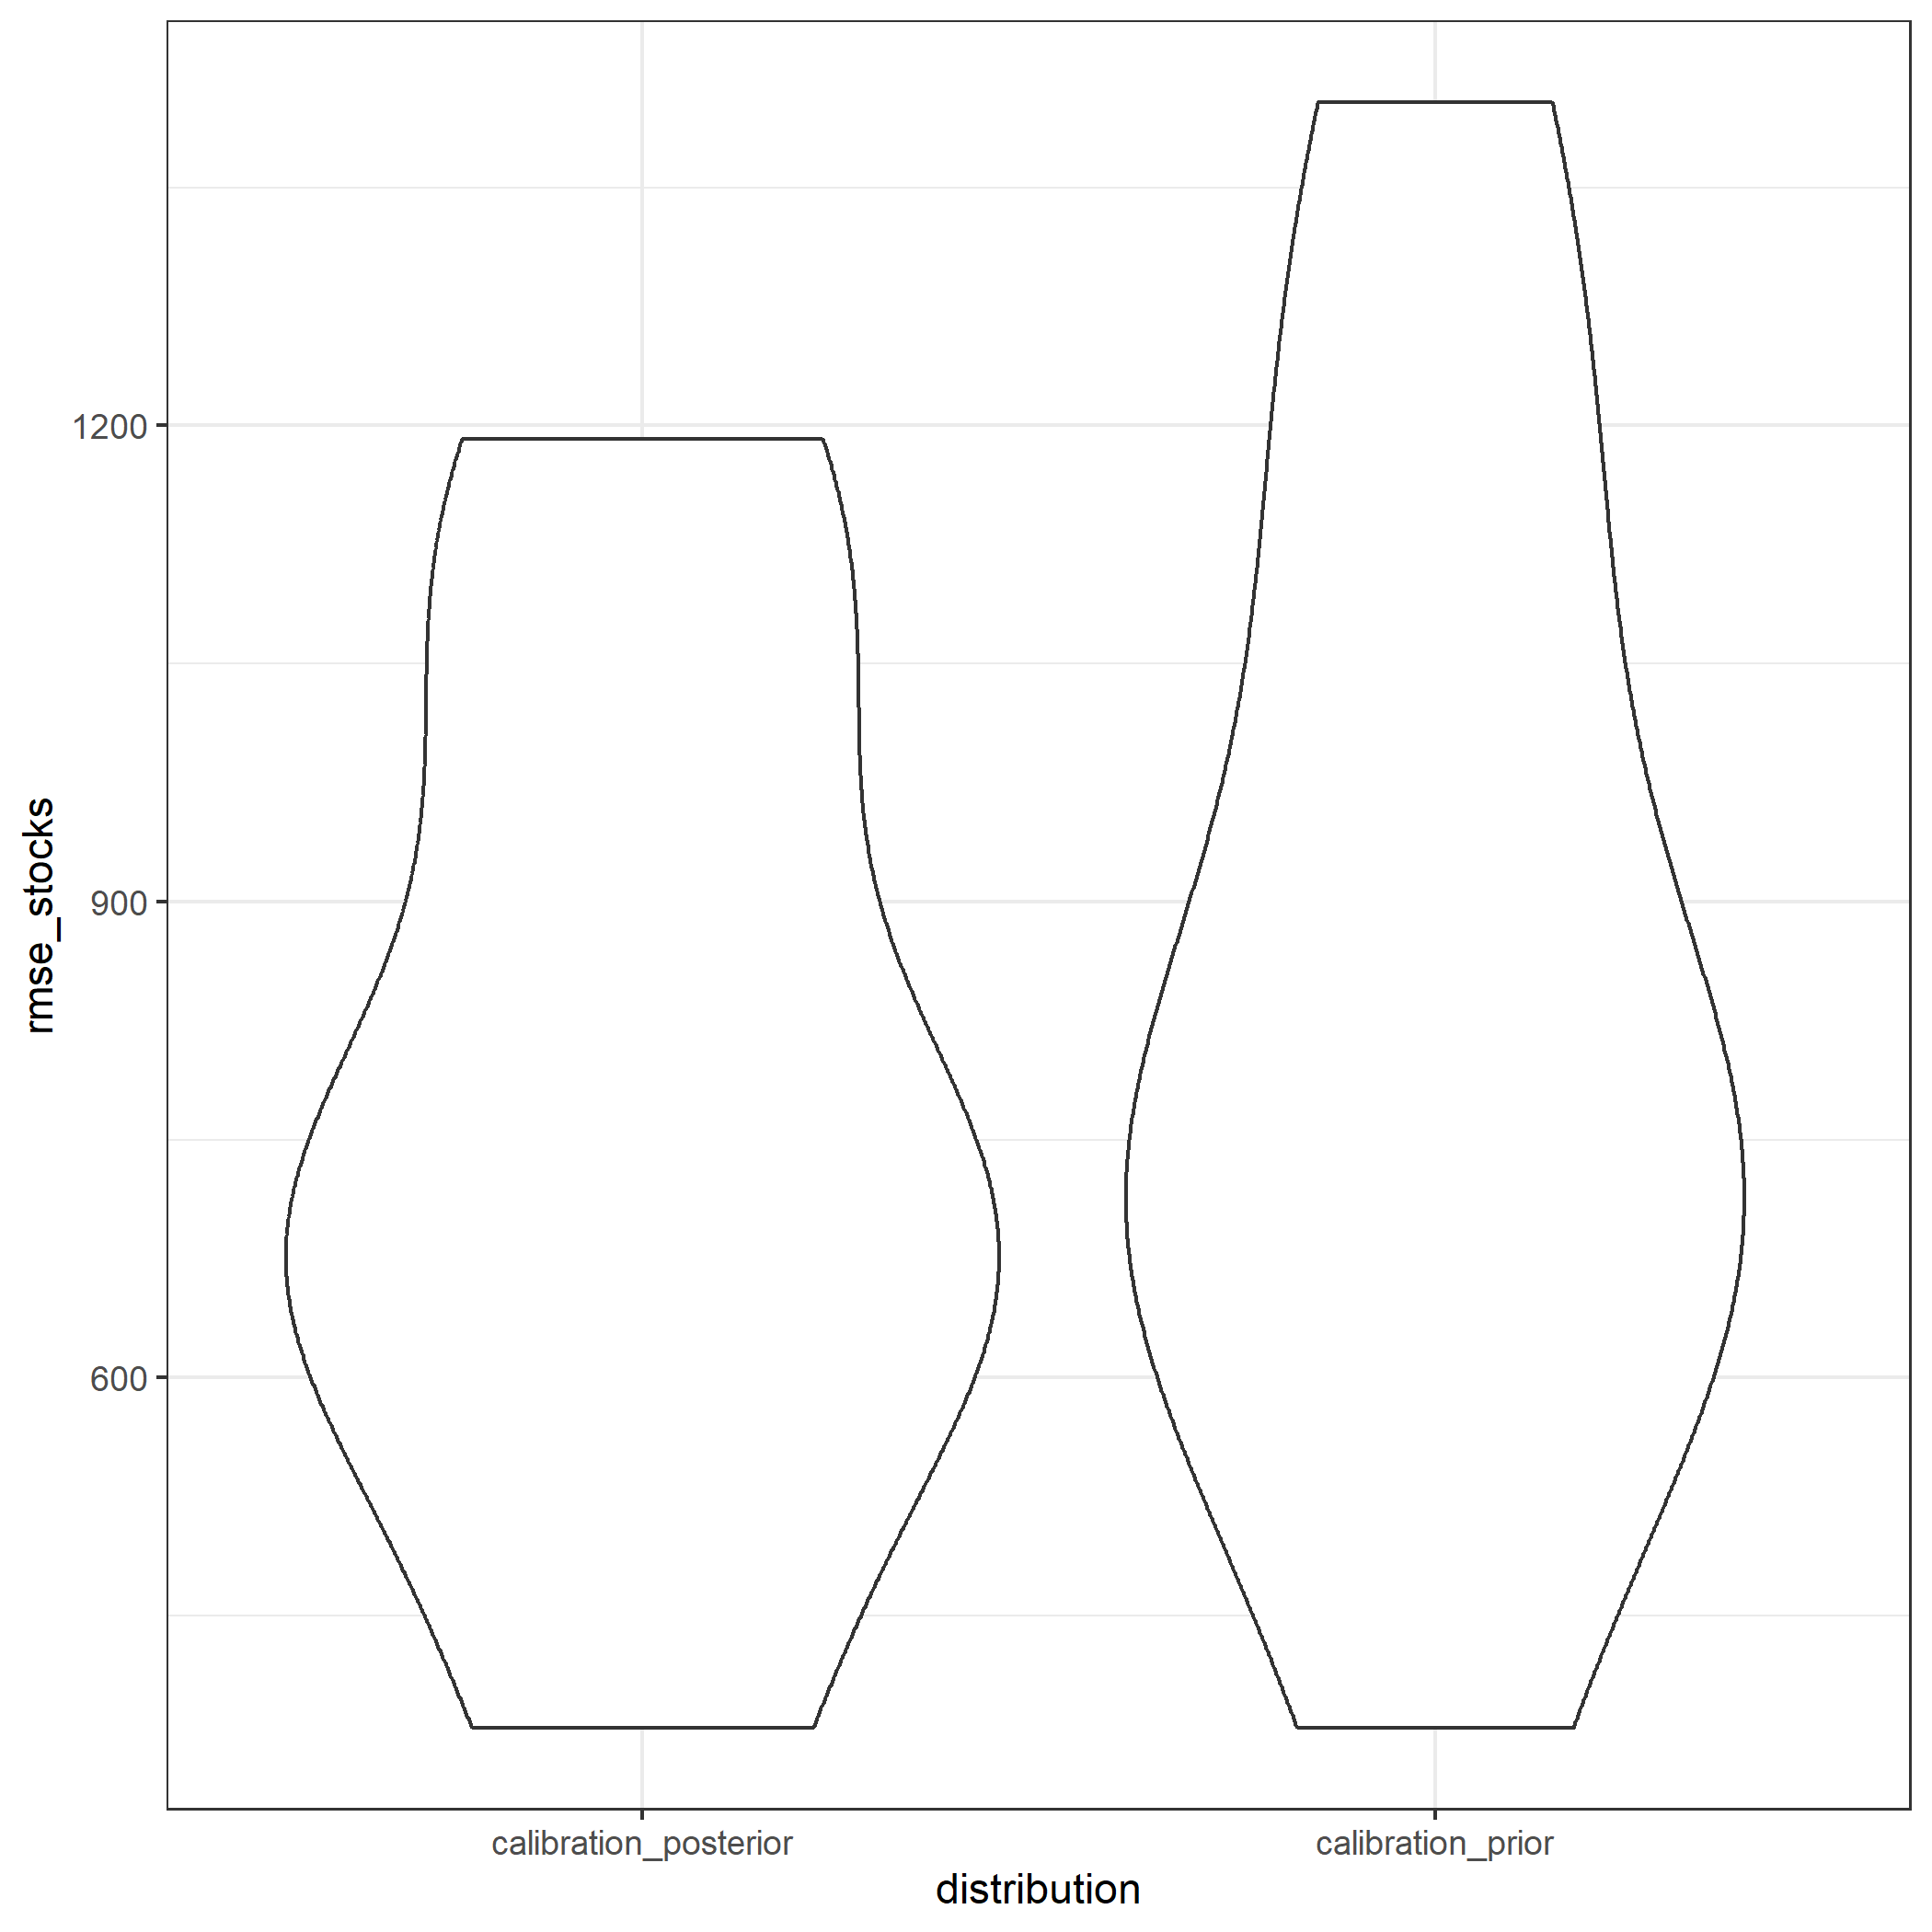 rmse_stocks
1200
900
600
calibration_posterior
calibration_prior
distribution